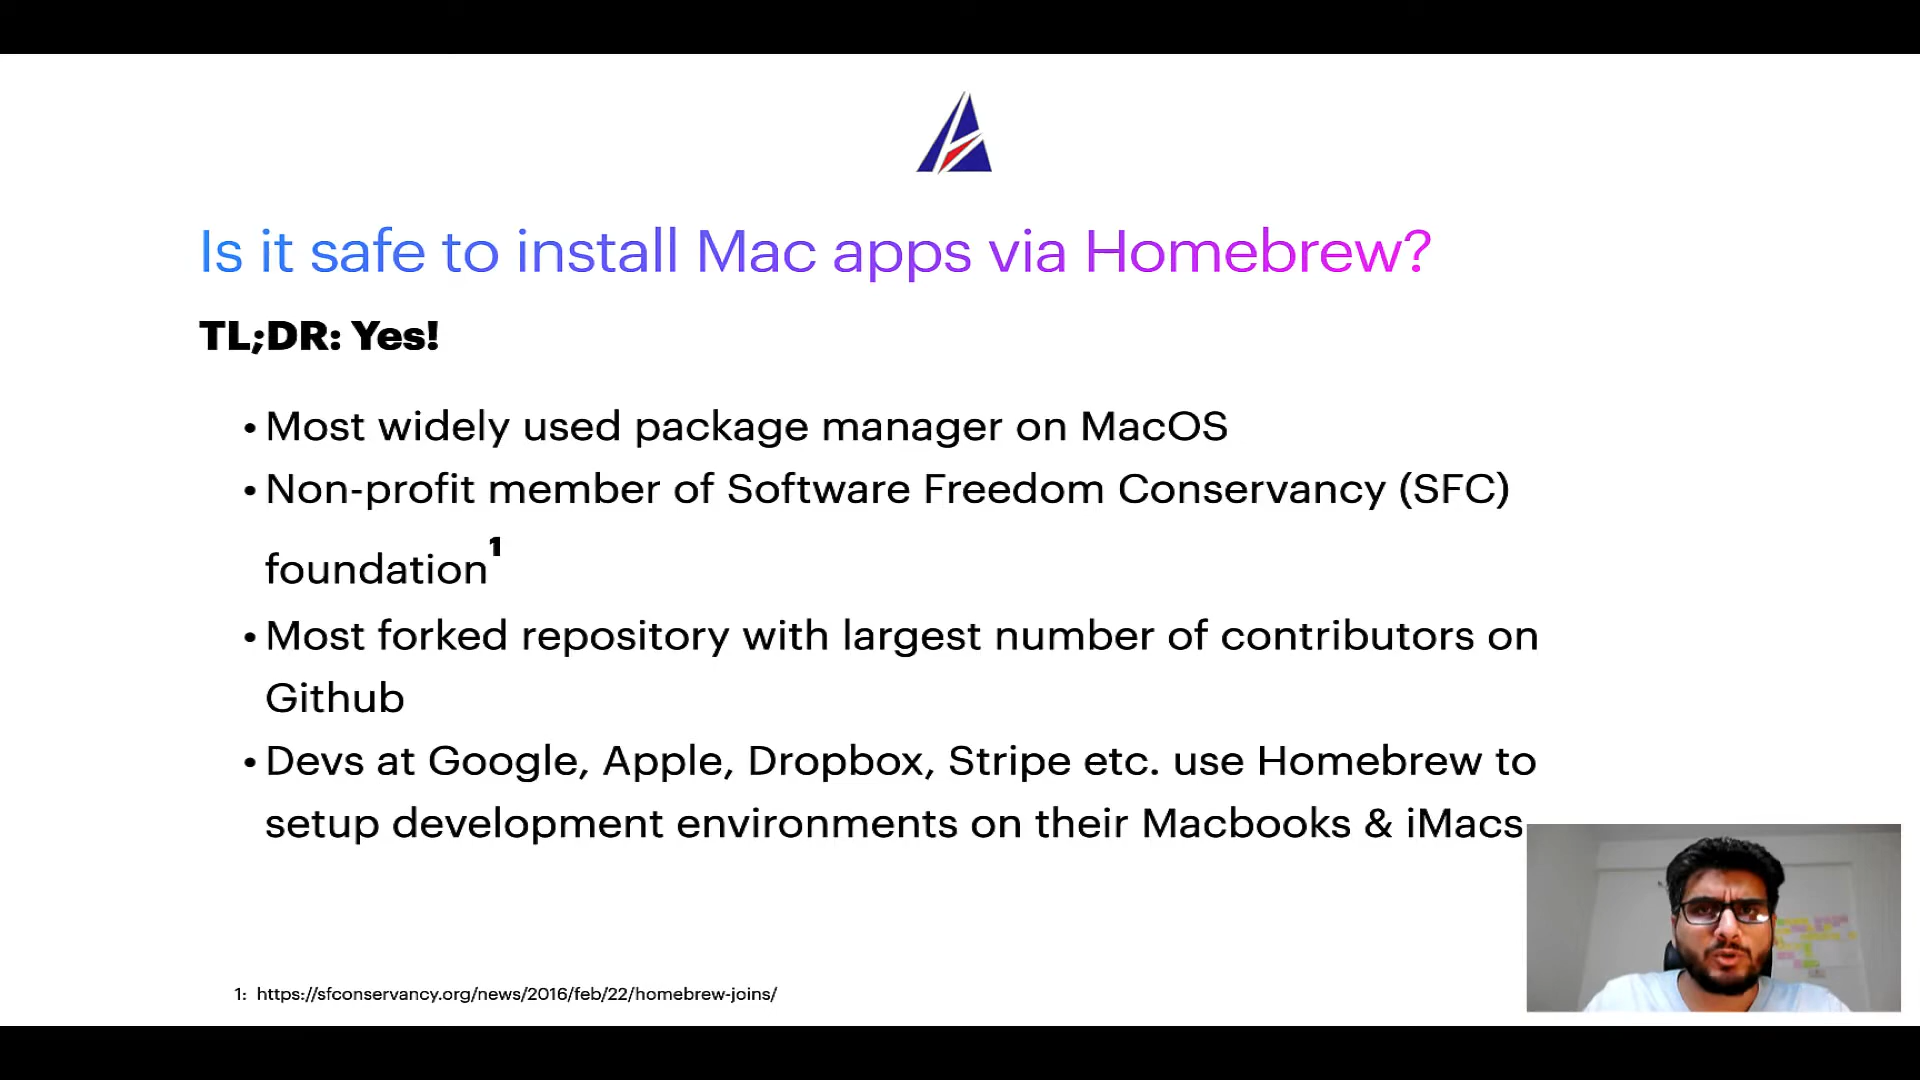 Is it safe to install Mac apps via Homebrew?
TL;DR: Yes!
• Most widely used package manager on MacOS
• Non-profit member of Software Freedom Conservancy (SFC)
foundation1
• Most forked repository with largest number of contributors on
Github
• Devs at Google, Apple, Dropbox, Stripe etc. use Homebrew to
setup development environments on their Macbooks & iMacs
1: https://sfconservancy.org/news/2016/feb/22/homebrew-joins/